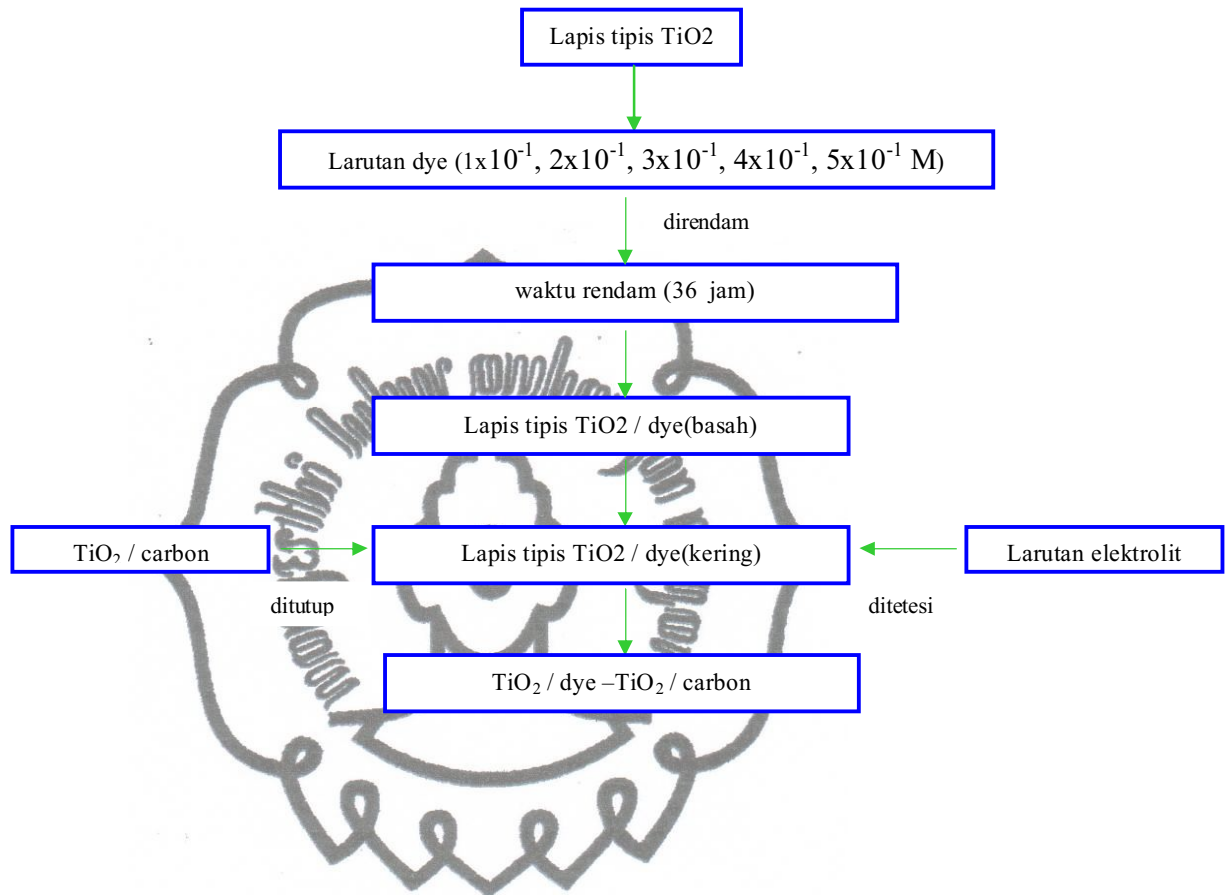 Lapis tipis TiO2
Larutan dye (1x10⁻¹, 2x10⁻¹, 3x10⁻¹, 4x10⁻¹, 5x10⁻¹ M)
direndam
waktu rendam (36 jam)
Lapis tipis TiO2 / dye(basah)
TiO₂ / carbon
Lapis tipis TiO2 / dye(kering)
Larutan elektrolit
ditutup
ditetesi
TiO₂ / dye –TiO₂ / carbon